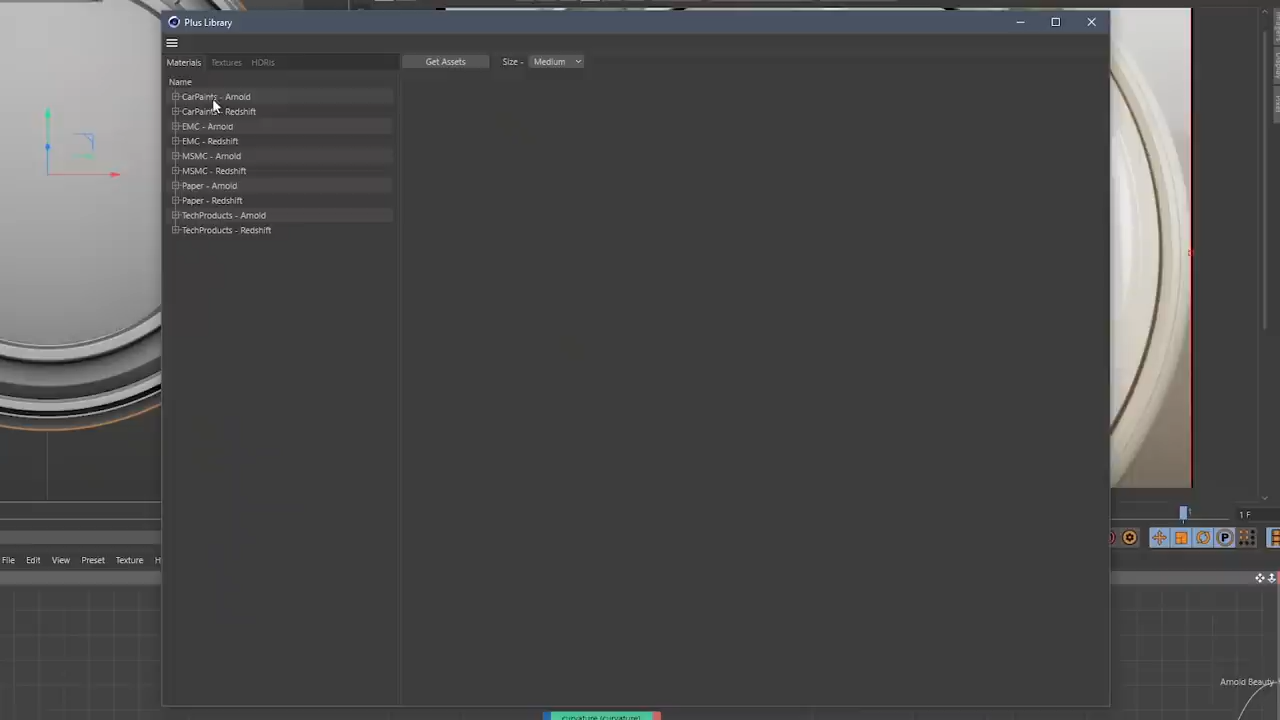 Plus Library
Materials Textures HDRIs
Get Assets Size - Medium
Name
CarPaints - Arnold
CarPaints - Redshift
EMC - Arnold
EMC - Redshift
MSMC - Arnold
MSMC - Redshift
Paper - Arnold
Paper - Redshift
TechProducts - Arnold
TechProducts - Redshift
1 F
P
File Edit View Preset Texture H
Arnold Beauty
curvature (curvature)